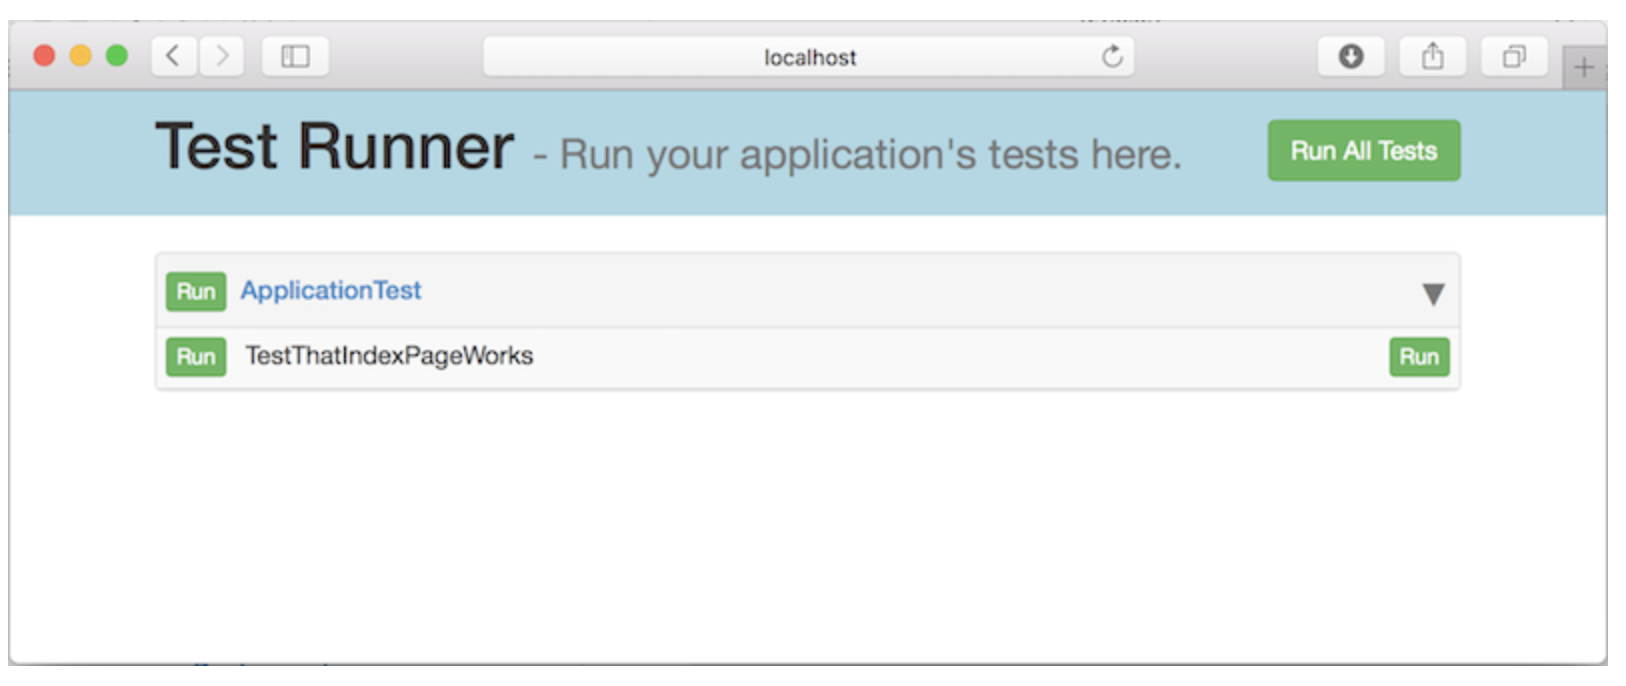 localhost
Test Runner - Run your application's tests here.
Run All Tests
Run ApplicationTest
Run TestThatIndexPageWorks Run